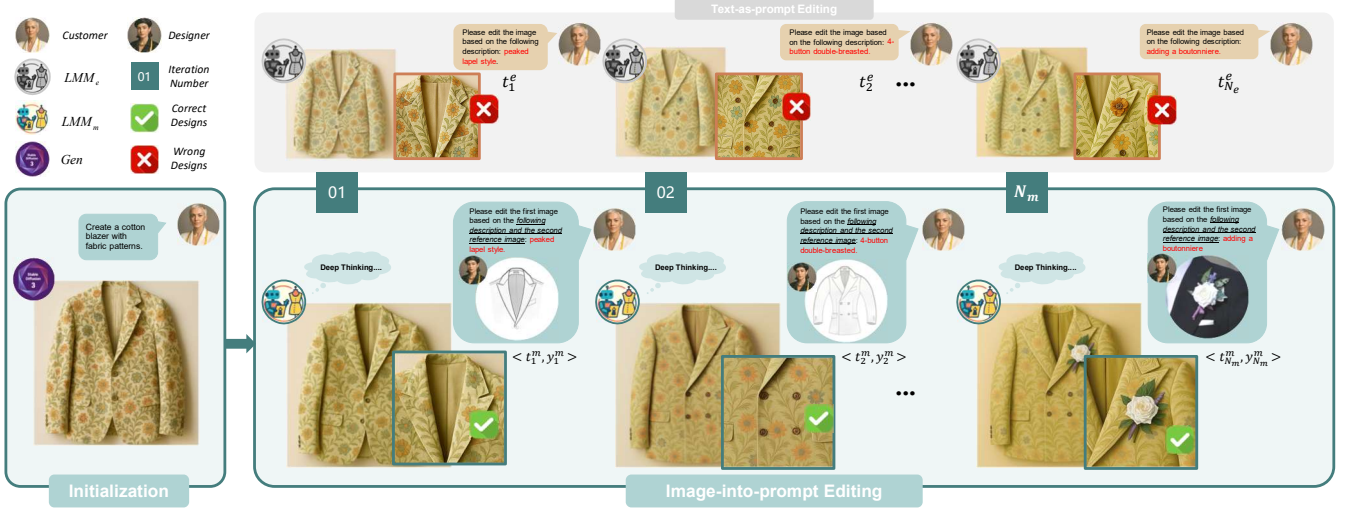 Text-as-prompt Editing
Customer
Designer
LMM_e
01
Iteration
Number
LMM_m
Correct
Designs
Gen
Wrong
Designs
Please edit the image
based on the following
description: peaked
lapel style.
t_1^e
Please edit the image based
on the following description: 4-
button double-breasted.
t_2^e
•••
Please edit the image
based on the following description:
adding a boutonniere.
t_{N_e}^e
01
02
N_m
Create a cotton
blazer with
fabric patterns.
Stable
Diffusion
3
Initialization
Please edit the first image
based on the following
description and the second
reference image: peaked
lapel style.
Deep Thinking....
< t_1^m, y_1^m >
Please edit the first image
based on the following
description and the second
reference image: 4-button
double-breasted.
Deep Thinking....
< t_2^m, y_2^m >
•••
Please edit the first image
based on the following
description and the second
reference image: adding a
boutonniere
Deep Thinking....
< t_{N_m}^m, y_{N_m}^m >
Image-into-prompt Editing